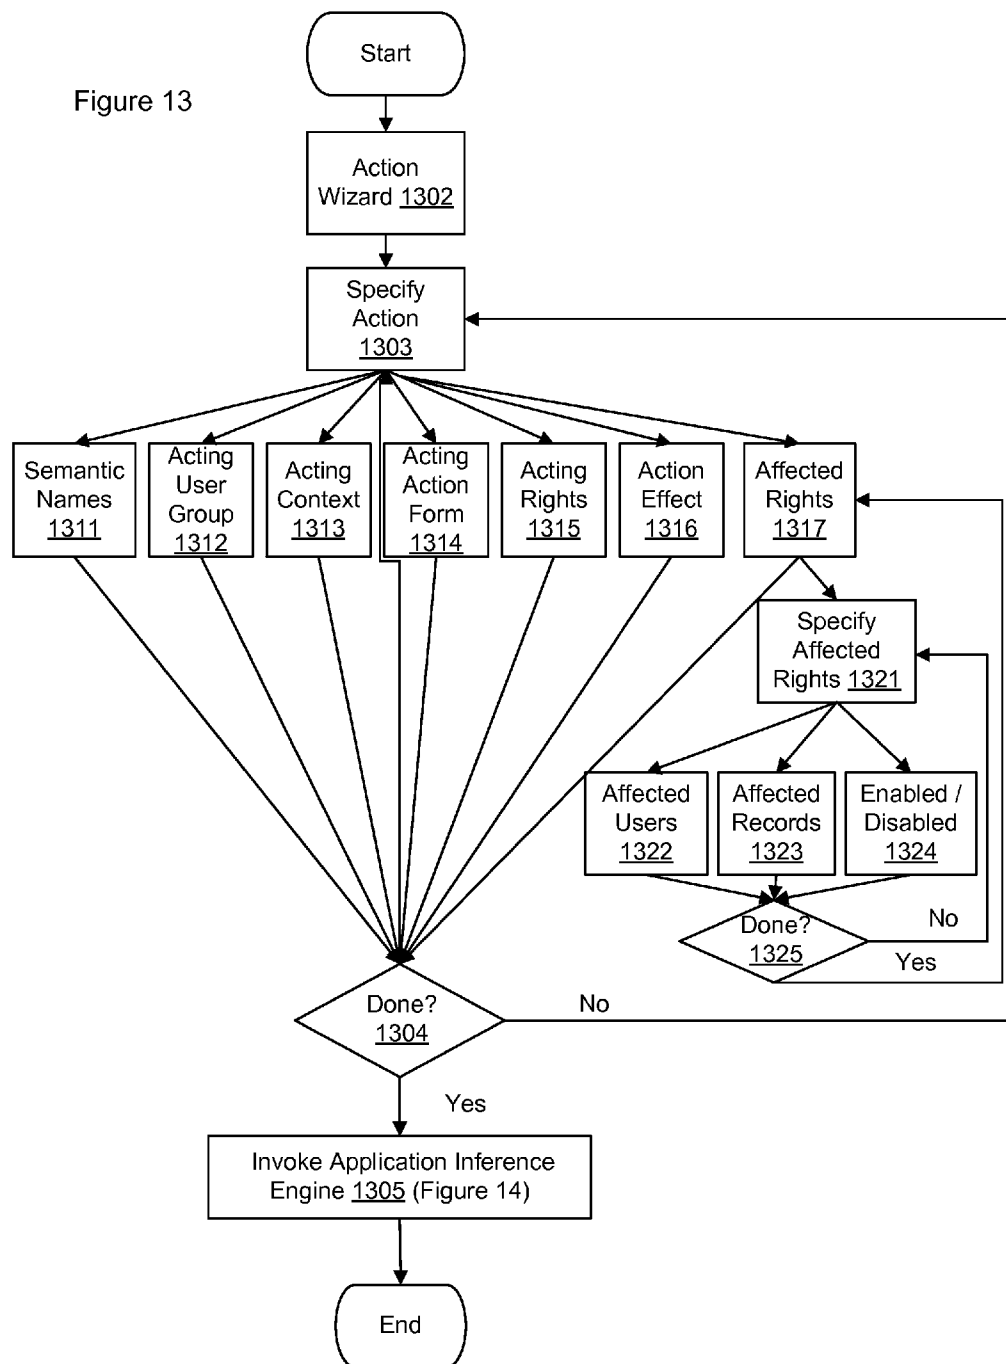 Start
Figure 13
Action
Wizard 1302
Specify
Action
1303
Semantic
Names
1311
Acting
User
Group
1312
Acting
Context
1313
Acting
Action
Form
1314
Acting
Rights
1315
Action
Effect
1316
Affected
Rights
1317
Specify
Affected
Rights 1321
Affected
Users
1322
Affected
Records
1323
Enabled /
Disabled
1324
Done?
1325
No
Yes
Done?
1304
No
Yes
Invoke Application Inference
Engine 1305 (Figure 14)
End